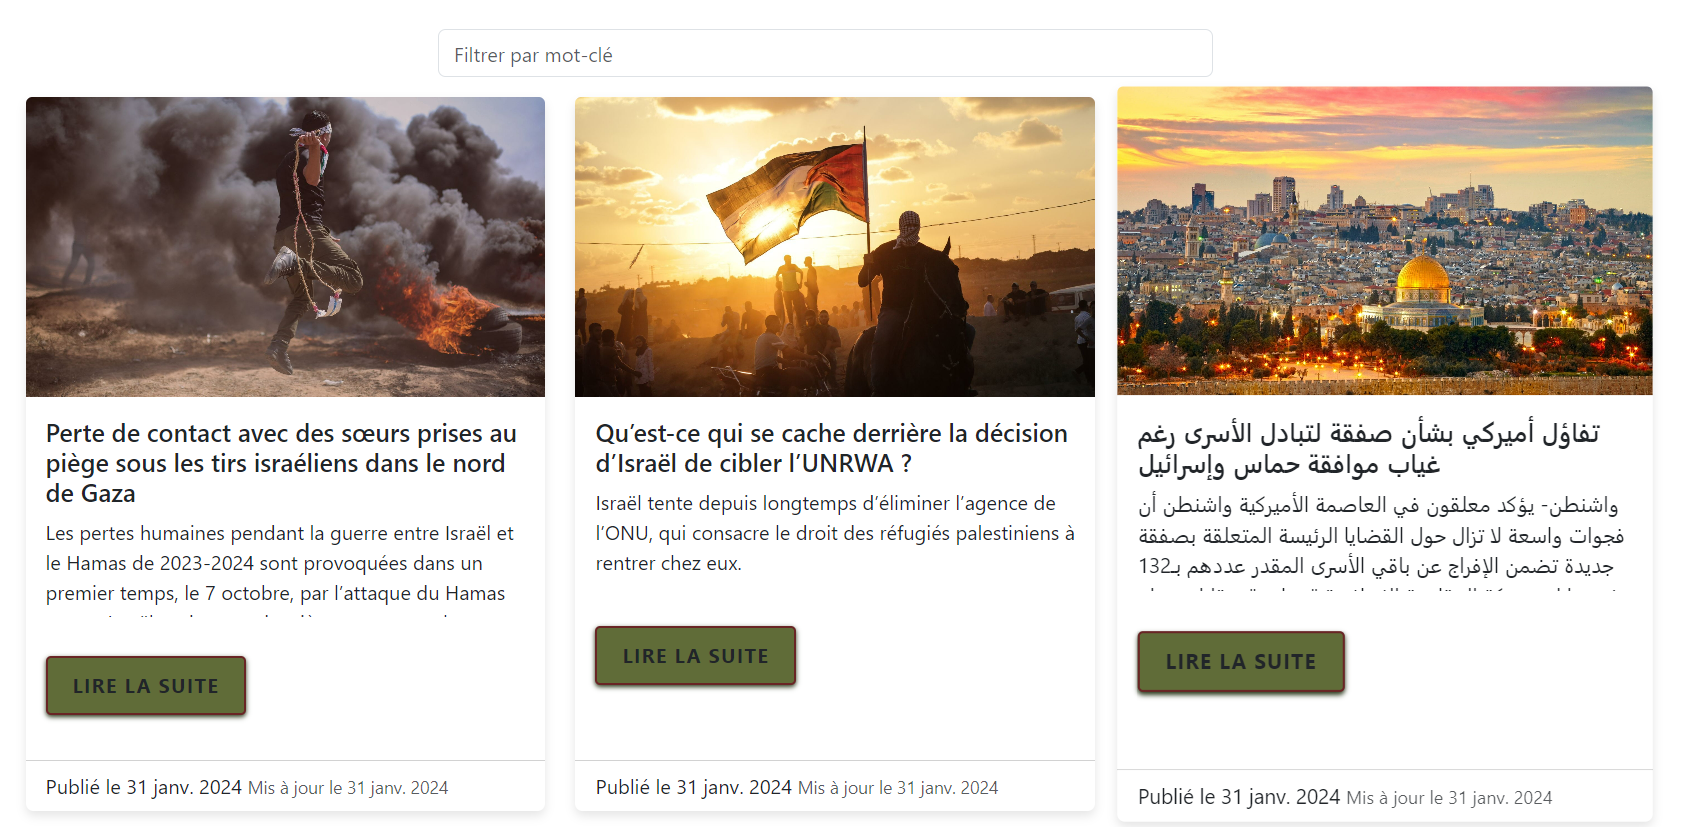 Filtrer par mot-clé
Perte de contact avec des sœurs prises au
piège sous les tirs israéliens dans le nord
de Gaza
Les pertes humaines pendant la guerre entre Israël et
le Hamas de 2023-2024 sont provoquées dans un
premier temps, le 7 octobre, par l’attaque du Hamas
LIRE LA SUITE
Publié le 31 janv. 2024 Mis à jour le 31 janv. 2024
Qu’est-ce qui se cache derrière la décision
d’Israël de cibler l’UNRWA ?
Israël tente depuis longtemps d’éliminer l’agence de
l’ONU, qui consacre le droit des réfugiés palestiniens à
rentrer chez eux.
LIRE LA SUITE
Publié le 31 janv. 2024 Mis à jour le 31 janv. 2024
تفاؤل أميركي بشأن صفقة لتبادل الأسرى رغم
غياب موافقة حماس وإسرائيل
واشنطن- يؤكد معلقون في العاصمة الأميركية واشنطن أن
فجوات واسعة لا تزال حول القضايا الرئيسة المتعلقة بصفقة
جديدة تضمن الإفراج عن باقي الأسرى المقدر عددهم بـ132
LIRE LA SUITE
Publié le 31 janv. 2024 Mis à jour le 31 janv. 2024